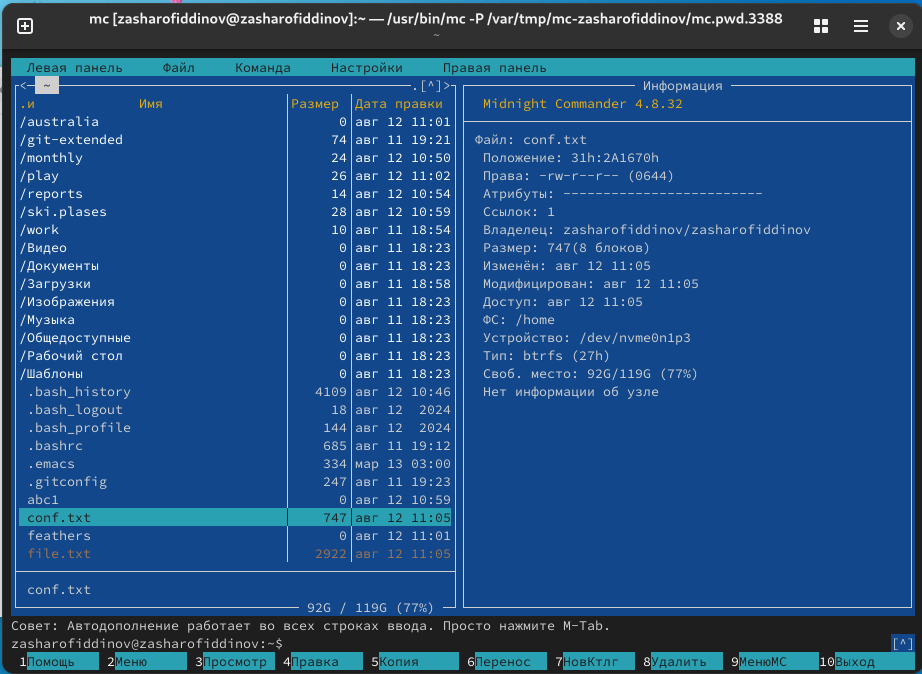 mc [zasharofiddinov@zasharofiddinov]:~ — /usr/bin/mc -P /var/tmp/mc-zasharofiddinov/mc.pwd.3388
~
Левая панель Файл Команда Настройки Правая панель
<─ ~ .[^]>
.и Имя Размер Дата правки
/australia 0 авг 12 11:01
/git-extended 74 авг 11 19:21
/monthly 24 авг 12 10:50
/play 26 авг 12 11:02
/reports 14 авг 12 10:54
/ski.plases 28 авг 12 10:59
/work 10 авг 11 18:54
/Видео 0 авг 11 18:23
/Документы 0 авг 11 18:23
/Загрузки 0 авг 11 18:58
/Изображения 0 авг 11 18:23
/Музыка 0 авг 11 18:23
/Общедоступные 0 авг 11 18:23
/Рабочий стол 0 авг 11 18:23
/Шаблоны 0 авг 11 18:23
.bash_history 4109 авг 12 10:46
.bash_logout 18 авг 12 2024
.bash_profile 144 авг 12 2024
.bashrc 685 авг 11 19:12
.emacs 334 мар 13 03:00
.gitconfig 247 авг 11 19:23
abc1 0 авг 12 10:59
conf.txt 747 авг 12 11:05
feathers 0 авг 12 11:01
file.txt 2922 авг 12 11:05
conf.txt
92G / 119G (77%)
Информация
Midnight Commander 4.8.32
Файл: conf.txt
Положение: 31h:2A1670h
Права: -rw-r--r-- (0644)
Атрибуты: -------------------------
Ссылок: 1
Владелец: zasharofiddinov/zasharofiddinov
Размер: 747(8 блоков)
Изменён: авг 12 11:05
Модифицирован: авг 12 11:05
Доступ: авг 12 11:05
ФС: /home
Устройство: /dev/nvme0n1p3
Тип: btrfs (27h)
Своб. место: 92G/119G (77%)
Нет информации об узле
Совет: Автодополнение работает во всех строках ввода. Просто нажмите M-Tab.
zasharofiddinov@zasharofiddinov:~$ [^]
1Помощь 2Меню 3Просмотр 4Правка 5Копия 6Перенос 7НовКтлг 8Удалить 9МенюMC 10Выход